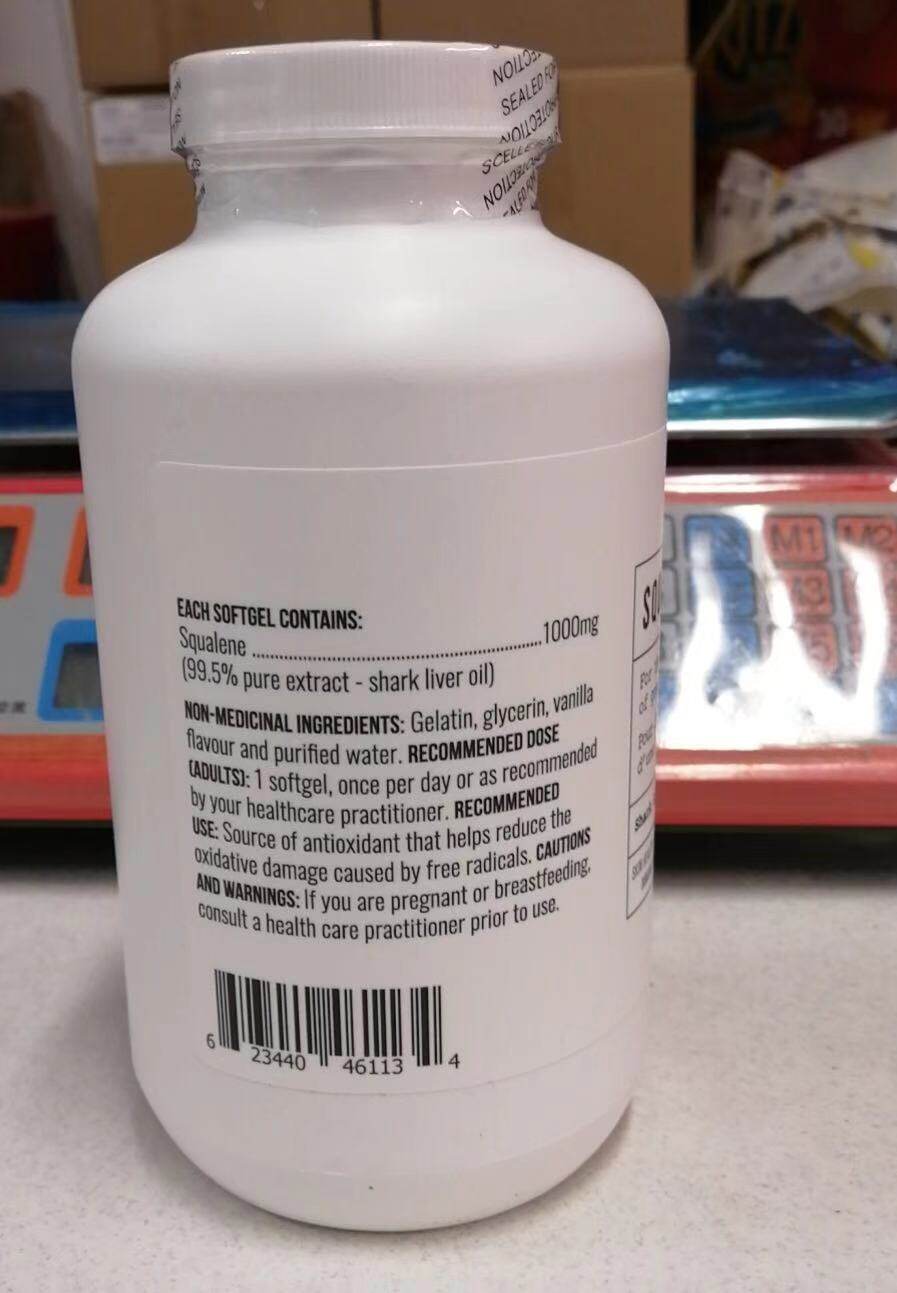 SEALED FOR
EACH SOFTGEL CONTAINS:
Squalene ........................................ 1000mg
(99.5% pure extract - shark liver oil)
NON-MEDICINAL INGREDIENTS: Gelatin, glycerin, vanilla
flavour and purified water. RECOMMENDED DOSE
(ADULTS): 1 softgel, once per day or as recommended
by your healthcare practitioner. RECOMMENDED
USE: Source of antioxidant that helps reduce the
oxidative damage caused by free radicals. CAUTIONS
AND WARNINGS: If you are pregnant or breastfeeding,
consult a health care practitioner prior to use.
6 23440 46113 4
M1 M2